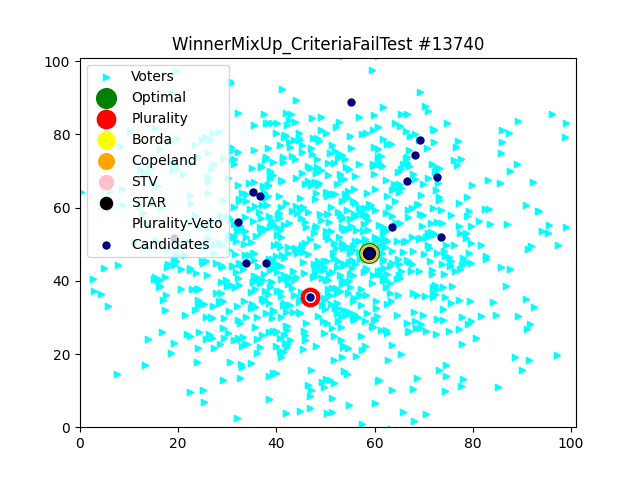 WinnerMixUp_CriteriaFailTest #13740
100
80
60
40
20
0
0
20
40
60
80
100
Voters
Optimal
Plurality
Borda
Copeland
STV
STAR
Plurality-Veto
Candidates